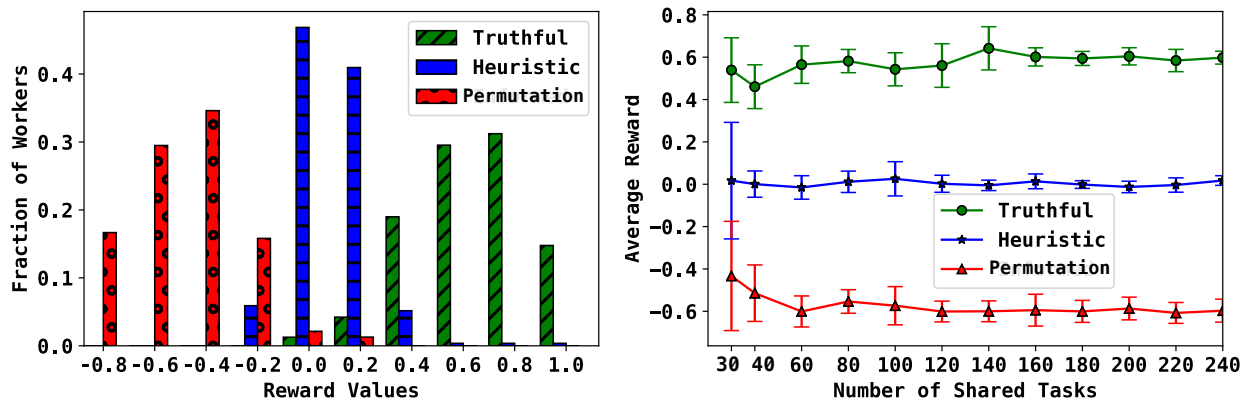 Fraction of Workers
0.4
0.3
0.2
0.1
0.0
Truthful
Heuristic
Permutation
-0.8 -0.6 -0.4 -0.2 0.0 0.2 0.4 0.6 0.8 1.0
Reward Values
Average Reward
0.8
0.6
0.4
0.2
0.0
−0.2
−0.4
−0.6
Truthful
Heuristic
Permutation
30 40 60 80 100 120 140 160 180 200 220 240
Number of Shared Tasks